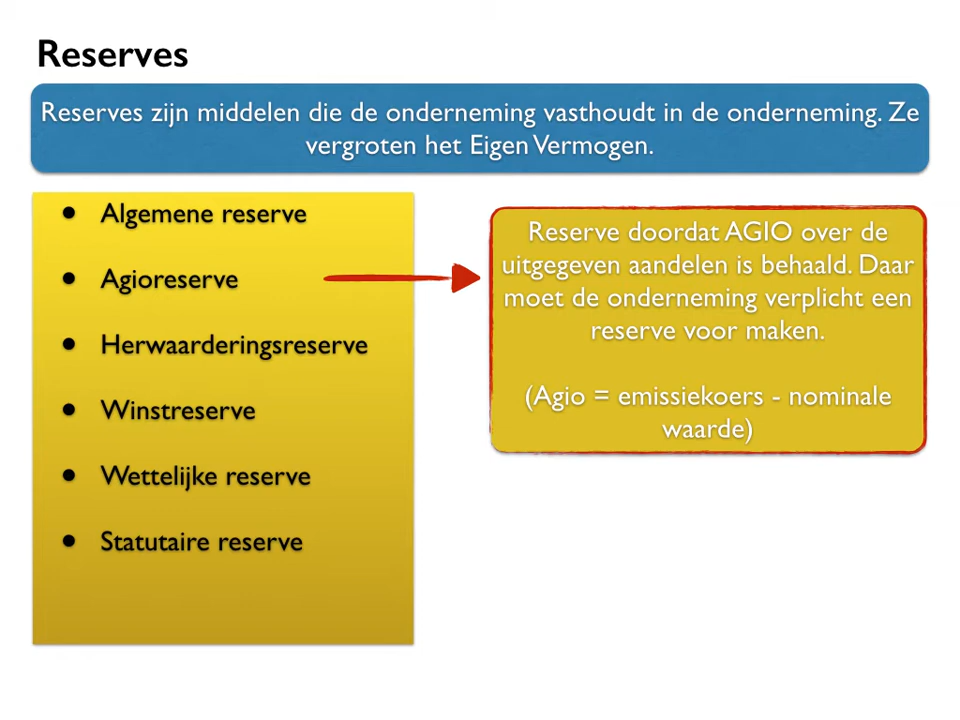 Reserves
Reserves zijn middelen die de onderneming vasthoudt in de onderneming. Ze
vergroten het Eigen Vermogen.
• Algemene reserve
• Agioreserve
• Herwaarderingsreserve
• Winstreserve
• Wettelijke reserve
• Statutaire reserve
Reserve doordat AGIO over de
uitgegeven aandelen is behaald. Daar
moet de onderneming verplicht een
reserve voor maken.
(Agio = emissiekoers - nominale
waarde)